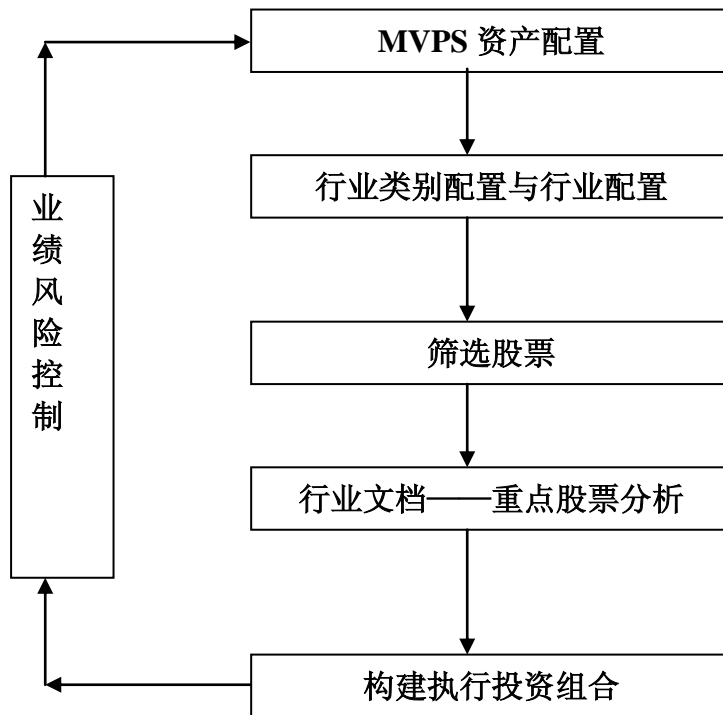 MVPS 资产配置
行业类别配置与行业配置
业绩风险控制
筛选股票
行业文档——重点股票分析
构建执行投资组合